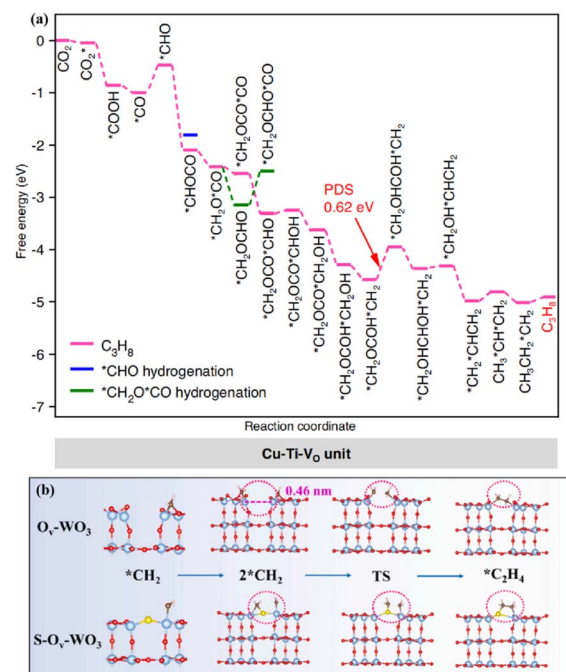 (a)
0
-1
-2
-3
-4
-5
-6
-7
Free energy (eV)
CO₂
*CO₂
*COOH
*CO
*CHO
*CHOCO
*CH₂O*CO
*CH₂OCHO
*CH₂OCO*CO
*CH₂OCHO*CO
*CH₂OCO*CHO
*CH₂OCO*CHOH
*CH₂OCO*CH₂OH
*CH₂OCOH*CH₂OH
*CH₂OCOH*CH₂
PDS
0.62 eV
*CH₂OHCOH*CH₂
*CH₂OHCHOH*CH₂
*CH₂OH*CHCH₂
*CH₂*CHCH₂
CH₃*CH*CH₂
CH₃CH₂*CH₂
C₃H₈
C₃H₈
*CHO hydrogenation
*CH₂O*CO hydrogenation
Reaction coordinate
Cu-Ti-V₀ unit
(b)
0.46 nm
Oᵥ-WO₃
*CH₂
2*CH₂
TS
*C₂H₄
S-Oᵥ-WO₃